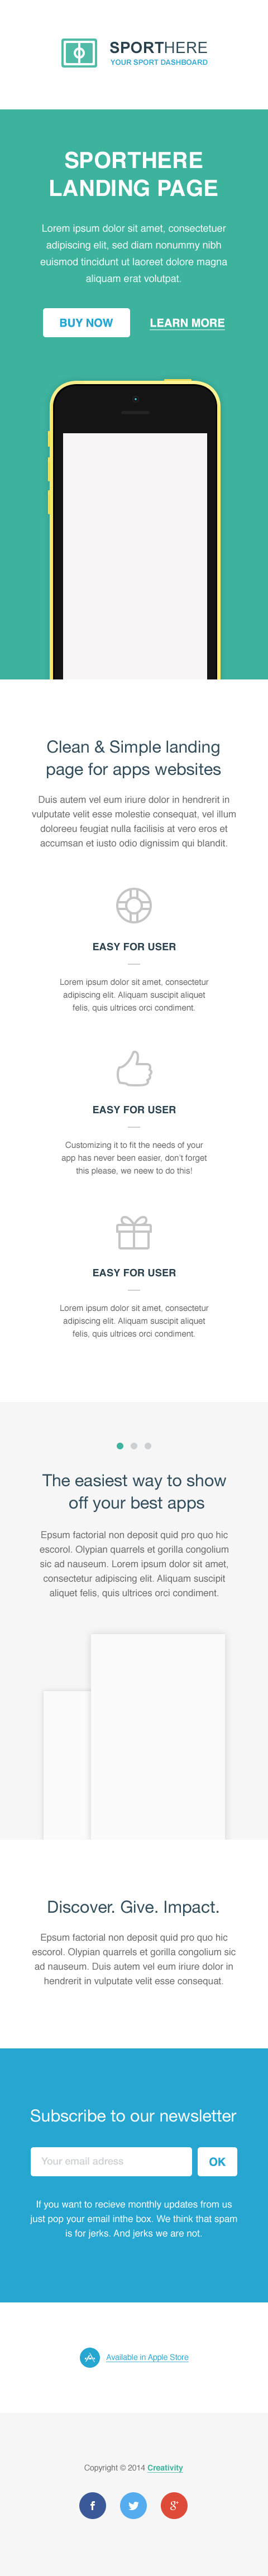 SPORTHERE
YOUR SPORT DASHBOARD
SPORTHERE
LANDING PAGE
Lorem ipsum dolor sit amet, consectetuer
adipiscing elit, sed diam nonummy nibh
euismod tincidunt ut laoreet dolore magna
aliquam erat volutpat.
BUY NOW
LEARN MORE
Clean & Simple landing
page for apps websites
Duis autem vel eum iriure dolor in hendrerit in
vulputate velit esse molestie consequat, vel illum
doloreeu feugiat nulla facilisis at vero eros et
accumsan et iusto odio dignissim qui blandit.
EASY FOR USER
Lorem ipsum dolor sit amet, consectetur
adipiscing elit. Aliquam suscipit aliquet
felis, quis ultrices orci condiment.
EASY FOR USER
Customizing it to fit the needs of your
app has never been easier, don't forget
this please, we neew to do this!
EASY FOR USER
Lorem ipsum dolor sit amet, consectetur
adipiscing elit. Aliquam suscipit aliquet
felis, quis ultrices orci condiment.
The easiest way to show
off your best apps
Epsum factorial non deposit quid pro quo hic
escorol. Olypian quarrels et gorilla congolium
sic ad nauseum. Lorem ipsum dolor sit amet,
consectetur adipiscing elit. Aliquam suscipit
aliquet felis, quis ultrices orci condiment.
Discover. Give. Impact.
Epsum factorial non deposit quid pro quo hic
escorol. Olypian quarrels et gorilla congolium sic
ad nauseum. Duis autem vel eum iriure dolor in
hendrerit in vulputate velit esse consequat.
Subscribe to our newsletter
Your email adress
OK
If you want to recieve monthly updates from us
just pop your email inthe box. We think that spam
is for jerks. And jerks we are not.
Available in Apple Store
Copyright © 2014 Creativity